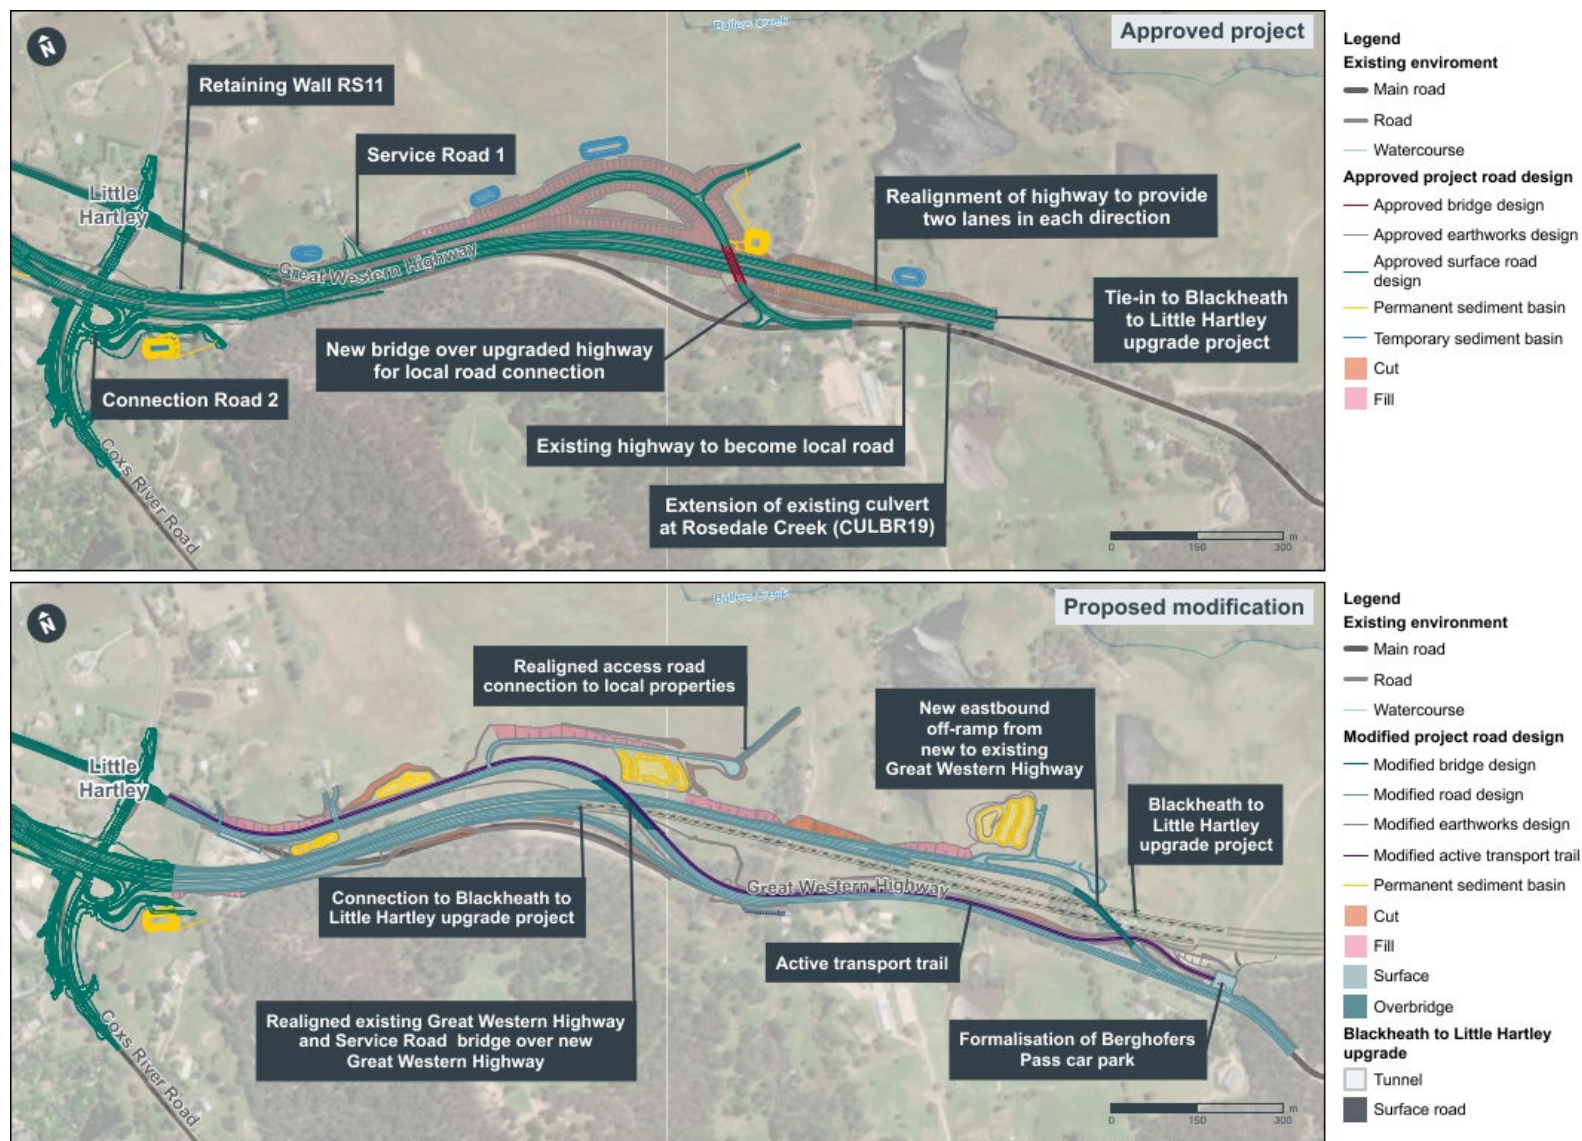 Butlers Creek
Approved project
N
Retaining Wall RS11
Service Road 1
Little
Hartley
Realignment of highway to provide
two lanes in each direction
Great Western Highway
Tie-in to Blackheath
to Little Hartley
upgrade project
New bridge over upgraded highway
for local road connection
Connection Road 2
Existing highway to become local road
Coxs River Road
Extension of existing culvert
at Rosedale Creek (CULBR19)
m
0 150 300
Legend
Existing enviroment
Main road
Road
Watercourse
Approved project road design
Approved bridge design
Approved earthworks design
Approved surface road
design
Permanent sediment basin
Temporary sediment basin
Cut
Fill
Butlers Creek
Proposed modification
N
Realigned access road
connection to local properties
New eastbound
off-ramp from
new to existing
Great Western Highway
Little
Hartley
Blackheath to
Little Hartley
upgrade project
Great Western Highway
Connection to Blackheath to
Little Hartley upgrade project
Active transport trail
Realigned existing Great Western Highway
and Service Road bridge over new
Great Western Highway
Formalisation of Berghofers
Pass car park
Coxs River Road
m
0 150 300
Legend
Existing environment
Main road
Road
Watercourse
Modified project road design
Modified bridge design
Modified road design
Modified earthworks design
Modified active transport trail
Permanent sediment basin
Cut
Fill
Surface
Overbridge
Blackheath to Little Hartley
upgrade
Tunnel
Surface road